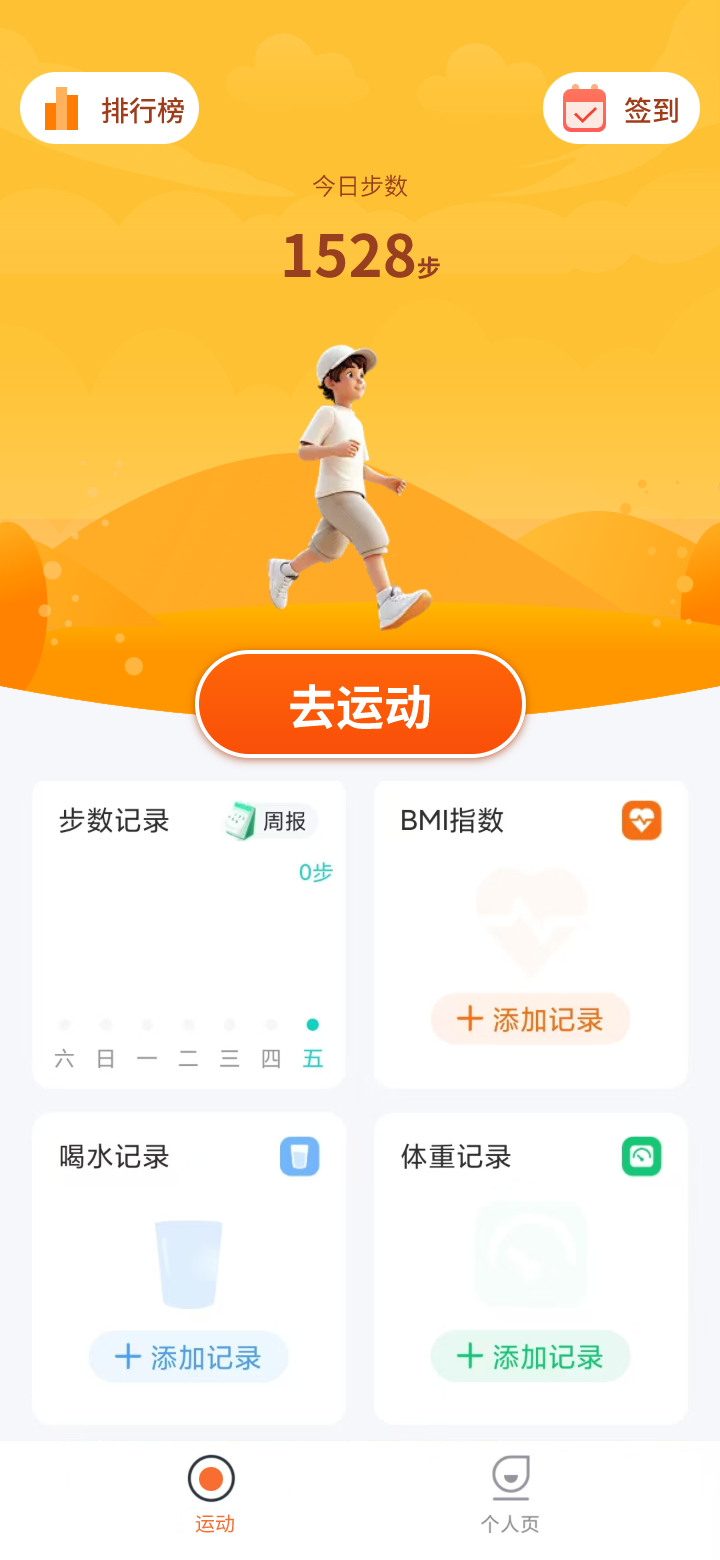 排行榜
签到
今日步数
1528步
去运动
步数记录
周报
0步
六 日 一 二 三 四 五
BMI指数
+ 添加记录
喝水记录
+ 添加记录
体重记录
+ 添加记录
运动
个人页